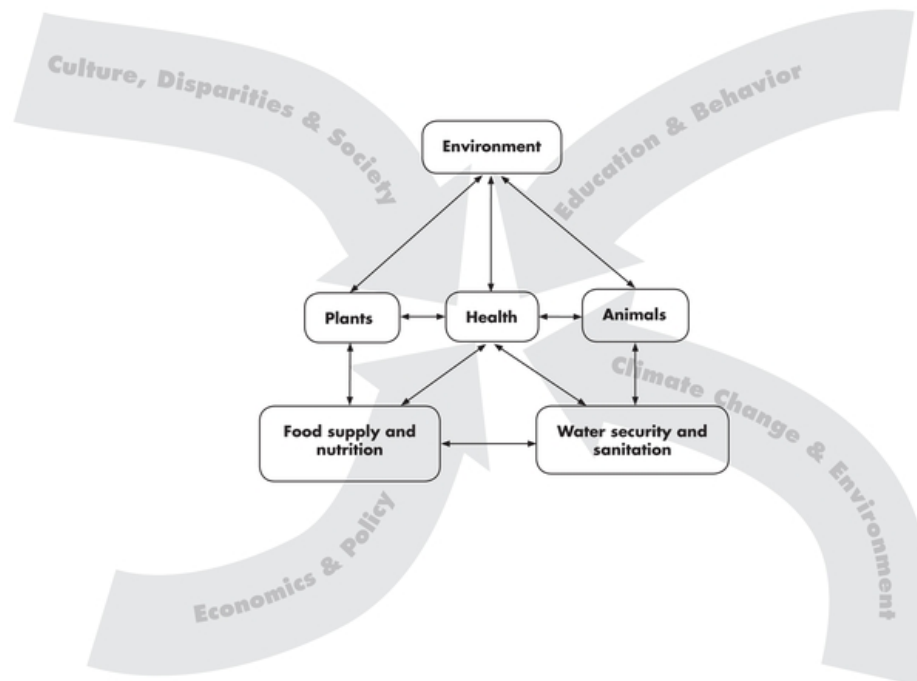 Culture, Disparities & Society
Education & Behavior
Environment
Plants
Health
Animals
Climate Change & Environment
Food supply and
nutrition
Water security and
sanitation
Economics & Policy